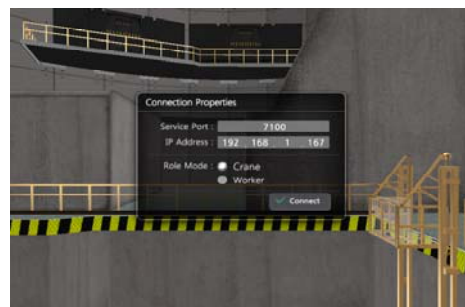 Connection Properties
Service Port : 7100
IP Address : 192 . 168 . 1 . 167
Role Mode : Crane
Worker
Connect